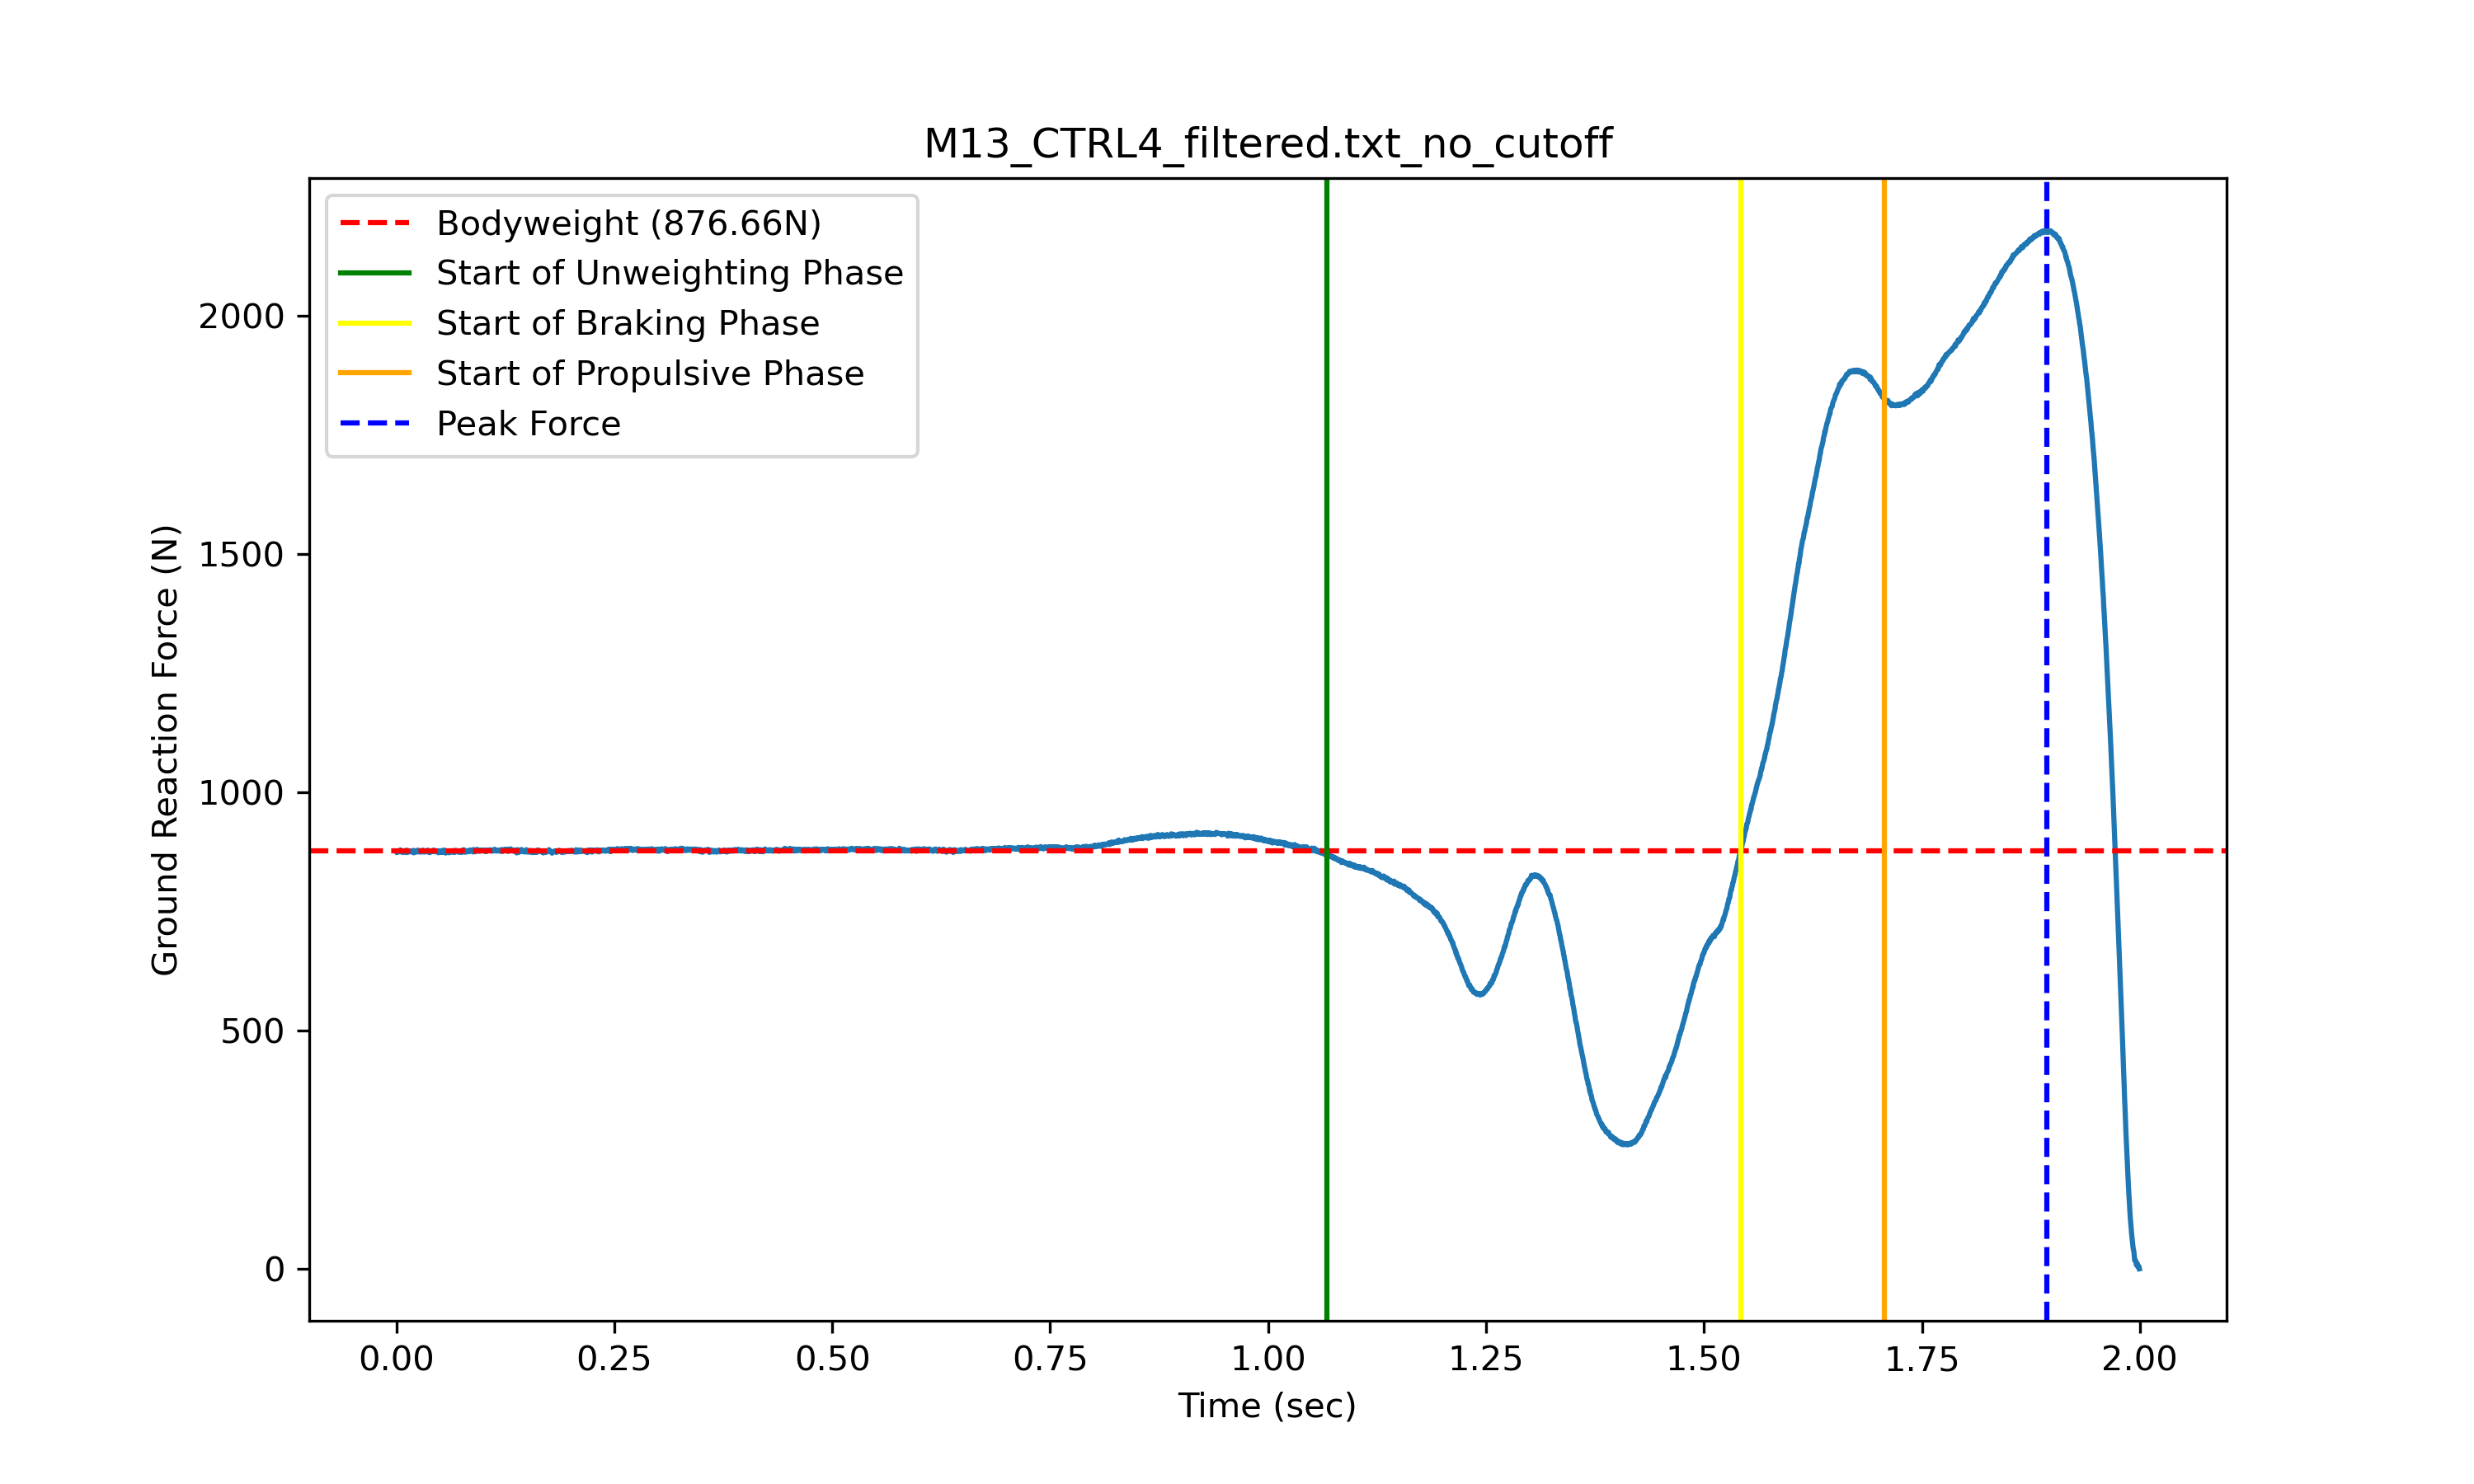 M13_CTRL4_filtered.txt_no_cutoff
Bodyweight (876.66N)
Start of Unweighting Phase
Start of Braking Phase
Start of Propulsive Phase
Peak Force
Ground Reaction Force (N)
2000
1500
1000
500
0
0.00 0.25 0.50 0.75 1.00 1.25 1.50 1.75 2.00
Time (sec)